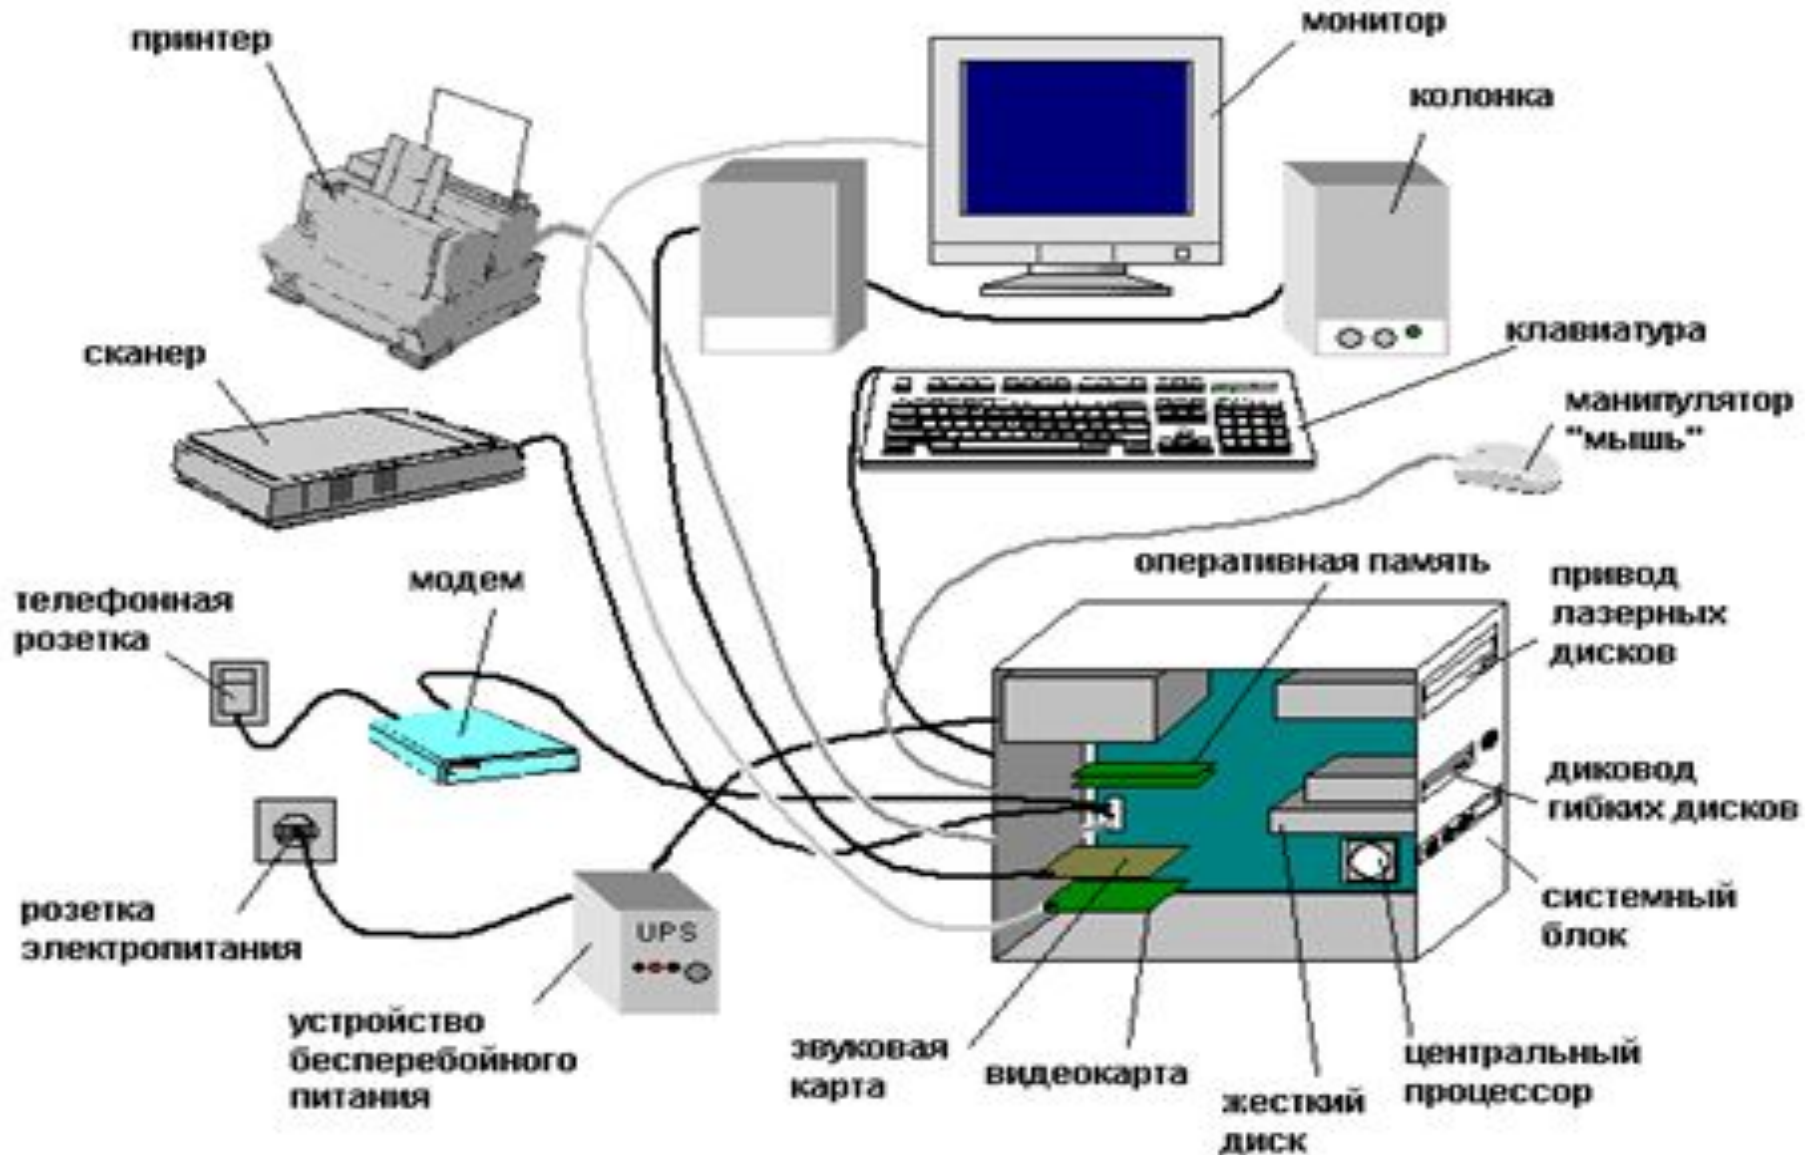 принтер
монитор
колонка
сканер
клавиатура
манипулятор
"мышь"
модем
оперативная память
привод
лазерных
дисков
телефонная
розетка
диковод
гибких дисков
розетка
электропитания
UPS
системный
блок
устройство
бесперебойного
питания
звуковая
карта
видеокарта
жесткий
диск
центральный
процессор